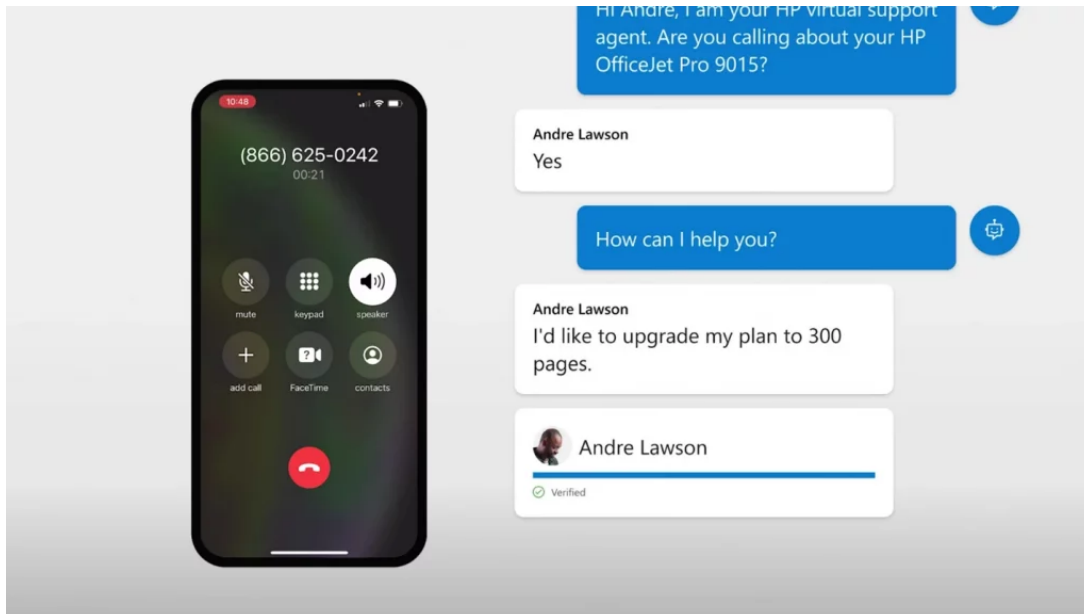 10:48
(866) 625-0242
00:21
mute
keypad
speaker
add call
FaceTime
contacts
Hi Andre, I am your HP virtual support
agent. Are you calling about your HP
OfficeJet Pro 9015?
Andre Lawson
Yes
How can I help you?
Andre Lawson
I'd like to upgrade my plan to 300
pages.
Andre Lawson
Verified